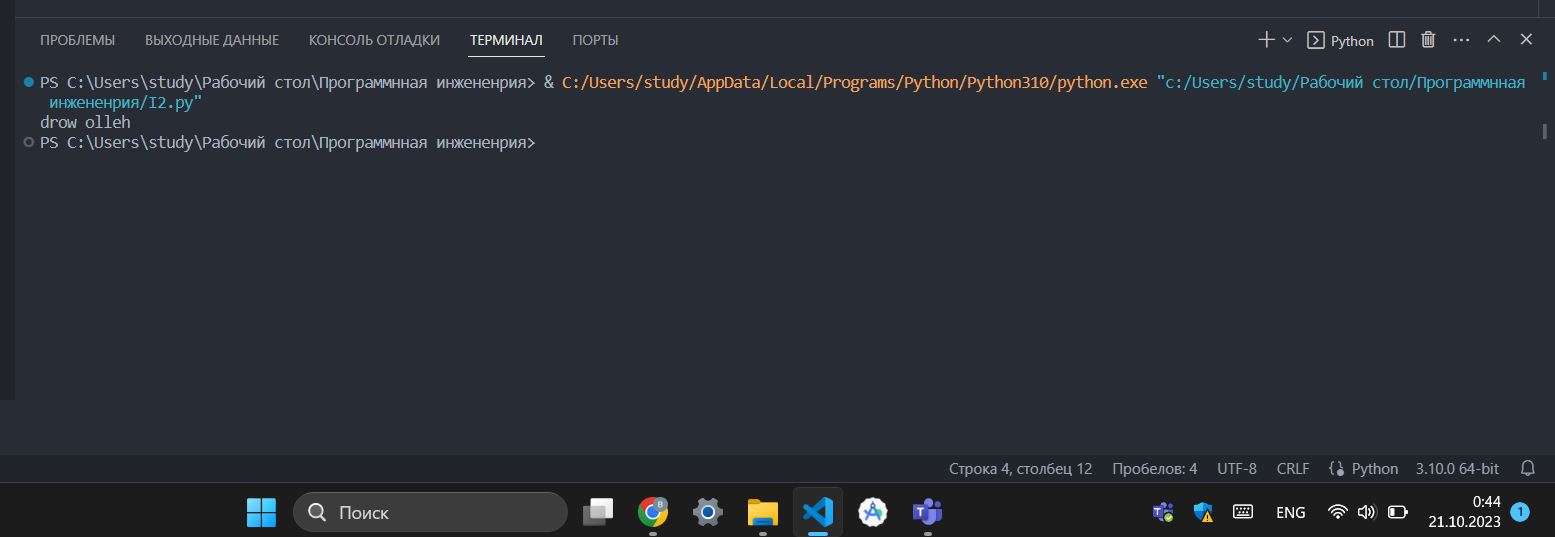 ПРОБЛЕМЫ ВЫХОДНЫЕ ДАННЫЕ КОНСОЛЬ ОТЛАДКИ ТЕРМИНАЛ ПОРТЫ Python
PS C:\Users\study\Рабочий стол\Программнная инжененрия> & C:/Users/study/AppData/Local/Programs/Python/Python310/python.exe "c:/Users/study/Рабочий стол/Программнная
инжененрия/I2.py"
drow olleh
PS C:\Users\study\Рабочий стол\Программнная инжененрия>
Строка 4, столбец 12 Пробелов: 4 UTF-8 CRLF Python 3.10.0 64-bit
Поиск ENG 0:44
21.10.2023 1